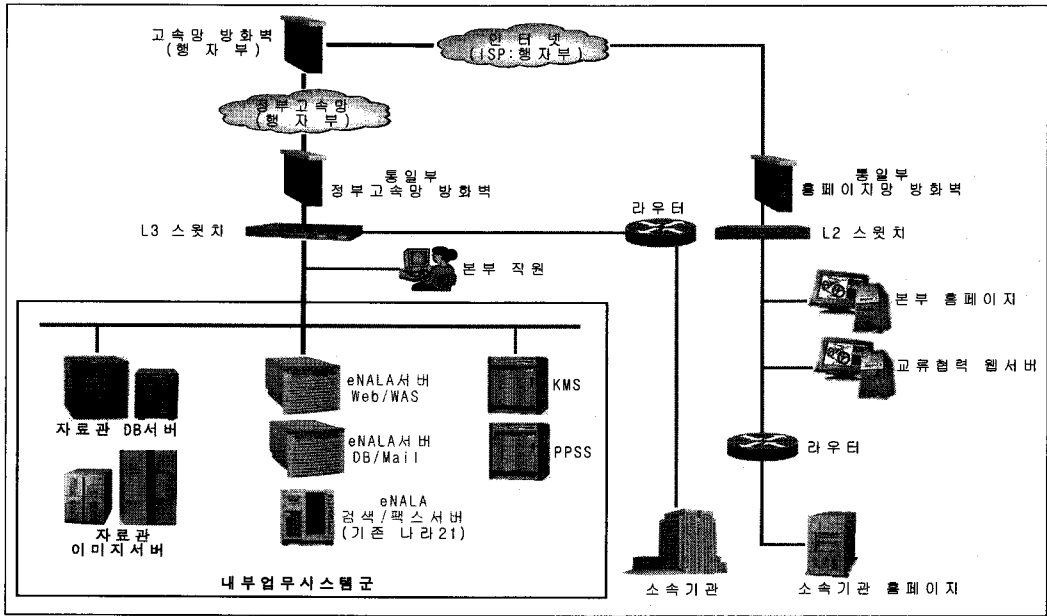 고속망 방화벽
(행 자 부)
인 터 넷
(ISP:행자부)
정부고속망
(행 자 부)
통일부
정부고속망 방화벽
통일부
홈페이지망 방화벽
라우터
L3 스윗치
L2 스윗치
본부 직원
본부 홈페이지
eNALA서버
Web/WAS
KMS
교류협력 웹서버
자료관 DB서버
eNALA서버
DB/Mail
PPSS
라우터
eNALA
검색/팩스서버
(기존 나라21)
자료관
이미지서버
내부업무시스템군
소속기관
소속기관 홈페이지